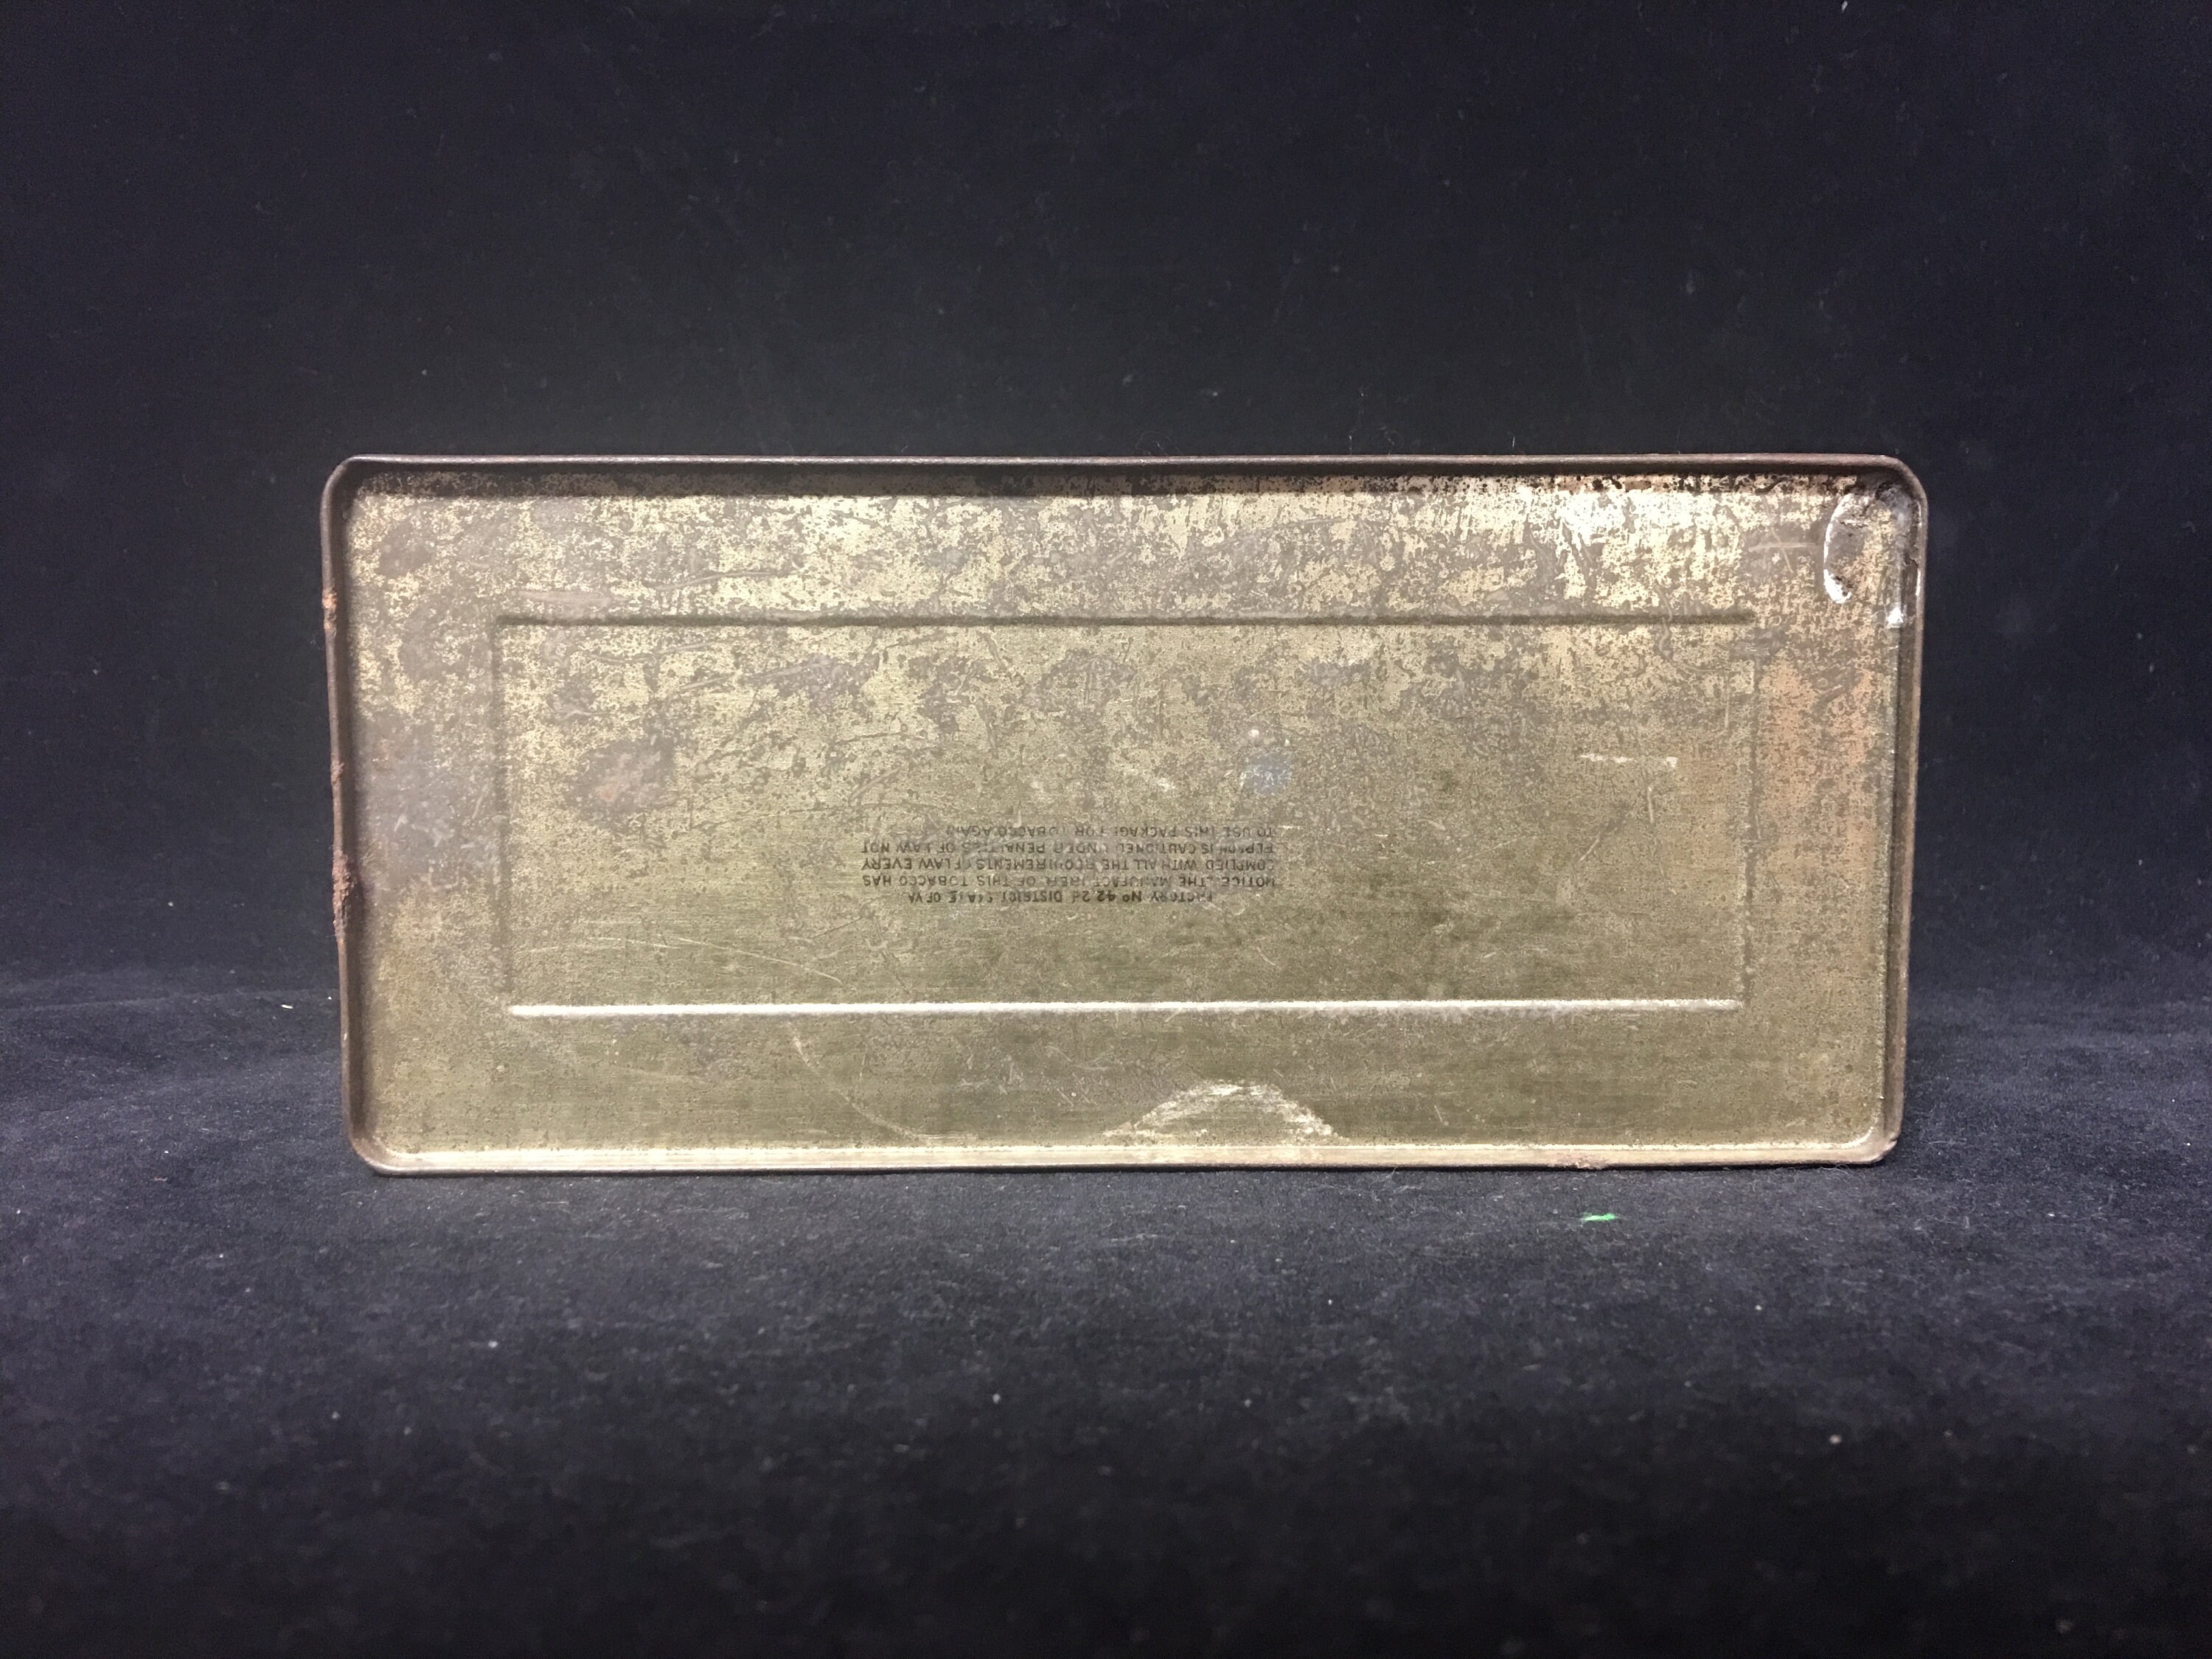 FACTORY Nº 42 2d DISTRICT STATE OF VA
NOTICE. THE MANUFACTURER OF THIS TOBACCO HAS
COMPLIED WITH ALL THE REQUIREMENTS OF LAW EVERY
PERSON IS CAUTIONED UNDER PENALTIES OF LAW NOT
TO USE THIS PACKAGE FOR TOBACCO AGAIN